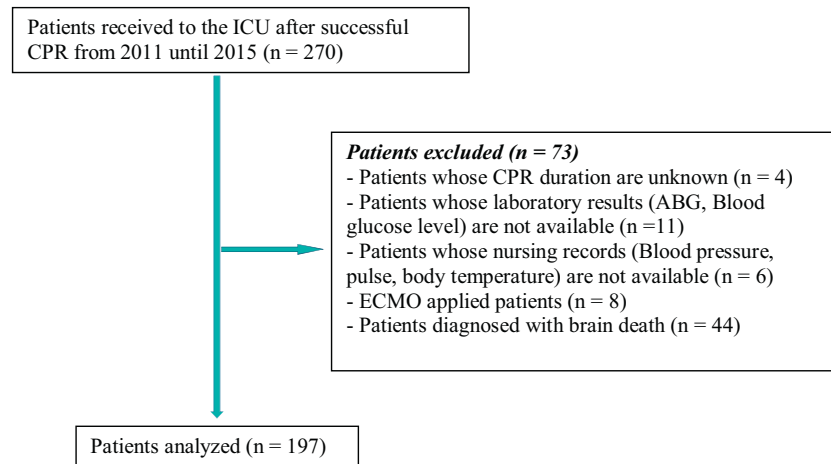 Patients received to the ICU after successful
CPR from 2011 until 2015 (n = 270)
Patients excluded (n = 73)
- Patients whose CPR duration are unknown (n = 4)
- Patients whose laboratory results (ABG, Blood
glucose level) are not available (n =11)
- Patients whose nursing records (Blood pressure,
pulse, body temperature) are not available (n = 6)
- ECMO applied patients (n = 8)
- Patients diagnosed with brain death (n = 44)
Patients analyzed (n = 197)